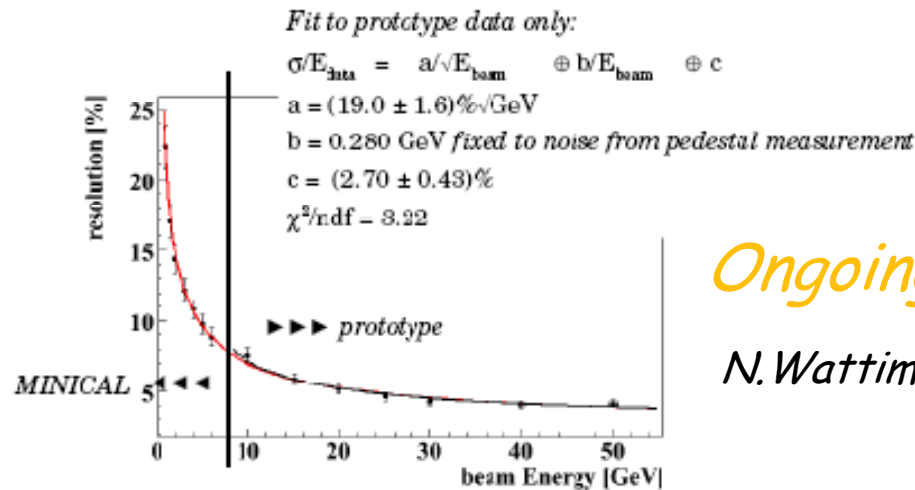 Fit to prototype data only:
σ/E_data = a/√E_beam ⊕ b/E_beam ⊕ c
a = (19.0 ± 1.6)%√GeV
b = 0.280 GeV fixed to noise from pedestal measurement
c = (2.70 ± 0.43)%
χ²/ndf = 3.22
resolution [%]
25
20
15
10
5
▶ ▶ ▶ prototype
MINICAL ◀ ◀ ◀
0 10 20 30 40 50
beam Energy [GeV]
Ongoing
N.Wattim